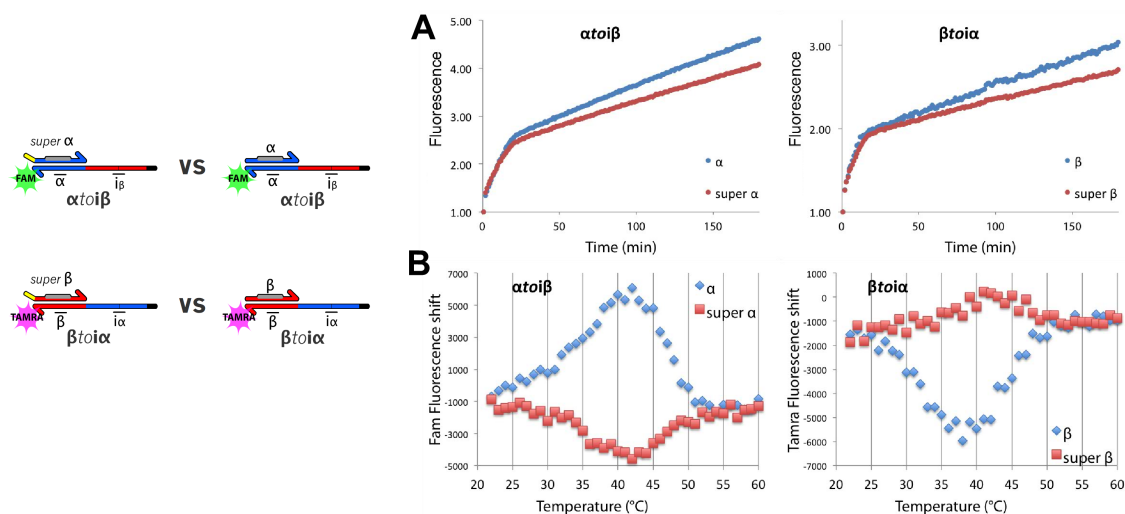 super α
FAM
α
iβ
αtoiβ
VS
α
FAM
α
iβ
αtoiβ
super β
TAMRA
β
iα
βtoiα
VS
β
TAMRA
β
iα
βtoiα
A
αtoiβ
Fluorescence
5.00
4.00
3.00
2.00
1.00
α
super α
0
50
100
150
Time (min)
βtoiα
Fluorescence
3.00
2.00
1.00
β
super β
0
50
100
150
Time (min)
B
αtoiβ
Fam Fluorescence shift
7000
5000
3000
1000
-1000
-3000
-5000
α
super α
20 25 30 35 40 45 50 55 60
Temperature (°C)
βtoiα
Tamra Fluorescence shift
1000
0
-1000
-2000
-3000
-4000
-5000
-6000
-7000
β
super β
20 25 30 35 40 45 50 55 60
Temperature (°C)